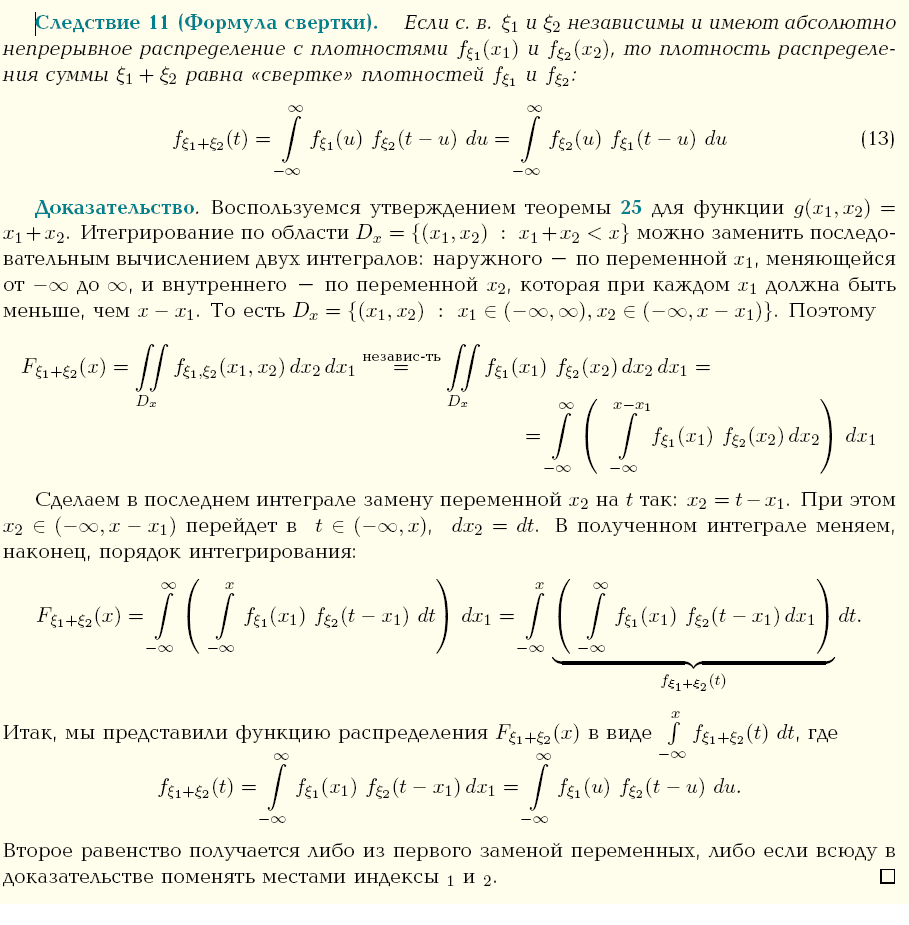 Следствие 11 (Формула свертки). Если с. в. ξ₁ и ξ₂ независимы и имеют абсолютно
непрерывное распределение с плотностями f_{ξ₁}(x₁) и f_{ξ₂}(x₂), то плотность распределе-
ния суммы ξ₁ + ξ₂ равна «свертке» плотностей f_{ξ₁} и f_{ξ₂}:
f_{ξ₁+ξ₂}(t) = ∫_{−∞}^{∞} f_{ξ₁}(u) f_{ξ₂}(t − u) du = ∫_{−∞}^{∞} f_{ξ₂}(u) f_{ξ₁}(t − u) du (13)
Доказательство. Воспользуемся утверждением теоремы 25 для функции g(x₁, x₂) =
x₁+x₂. Итегрирование по области D_x = {(x₁, x₂) : x₁+x₂ < x} можно заменить последо-
вательным вычислением двух интегралов: наружного — по переменной x₁, меняющейся
от −∞ до ∞, и внутреннего — по переменной x₂, которая при каждом x₁ должна быть
меньше, чем x − x₁. То есть D_x = {(x₁, x₂) : x₁ ∈ (−∞, ∞), x₂ ∈ (−∞, x − x₁)}. Поэтому
F_{ξ₁+ξ₂}(x) = ∬_{D_x} f_{ξ₁,ξ₂}(x₁, x₂) dx₂ dx₁ =^{независ-ть} ∬_{D_x} f_{ξ₁}(x₁) f_{ξ₂}(x₂) dx₂ dx₁ =
= ∫_{−∞}^{∞} ( ∫_{−∞}^{x−x₁} f_{ξ₁}(x₁) f_{ξ₂}(x₂) dx₂ ) dx₁
Сделаем в последнем интеграле замену переменной x₂ на t так: x₂ = t − x₁. При этом
x₂ ∈ (−∞, x − x₁) перейдет в t ∈ (−∞, x), dx₂ = dt. В полученном интеграле меняем,
наконец, порядок интегрирования:
F_{ξ₁+ξ₂}(x) = ∫_{−∞}^{∞} ( ∫_{−∞}^{x} f_{ξ₁}(x₁) f_{ξ₂}(t − x₁) dt ) dx₁ = ∫_{−∞}^{x} ( ∫_{−∞}^{∞} f_{ξ₁}(x₁) f_{ξ₂}(t − x₁) dx₁ ) dt.
f_{ξ₁+ξ₂}(t)
Итак, мы представили функцию распределения F_{ξ₁+ξ₂}(x) в виде ∫_{−∞}^{x} f_{ξ₁+ξ₂}(t) dt, где
f_{ξ₁+ξ₂}(t) = ∫_{−∞}^{∞} f_{ξ₁}(x₁) f_{ξ₂}(t − x₁) dx₁ = ∫_{−∞}^{∞} f_{ξ₁}(u) f_{ξ₂}(t − u) du.
Второе равенство получается либо из первого заменой переменных, либо если всюду в
доказательстве поменять местами индексы ₁ и ₂. □